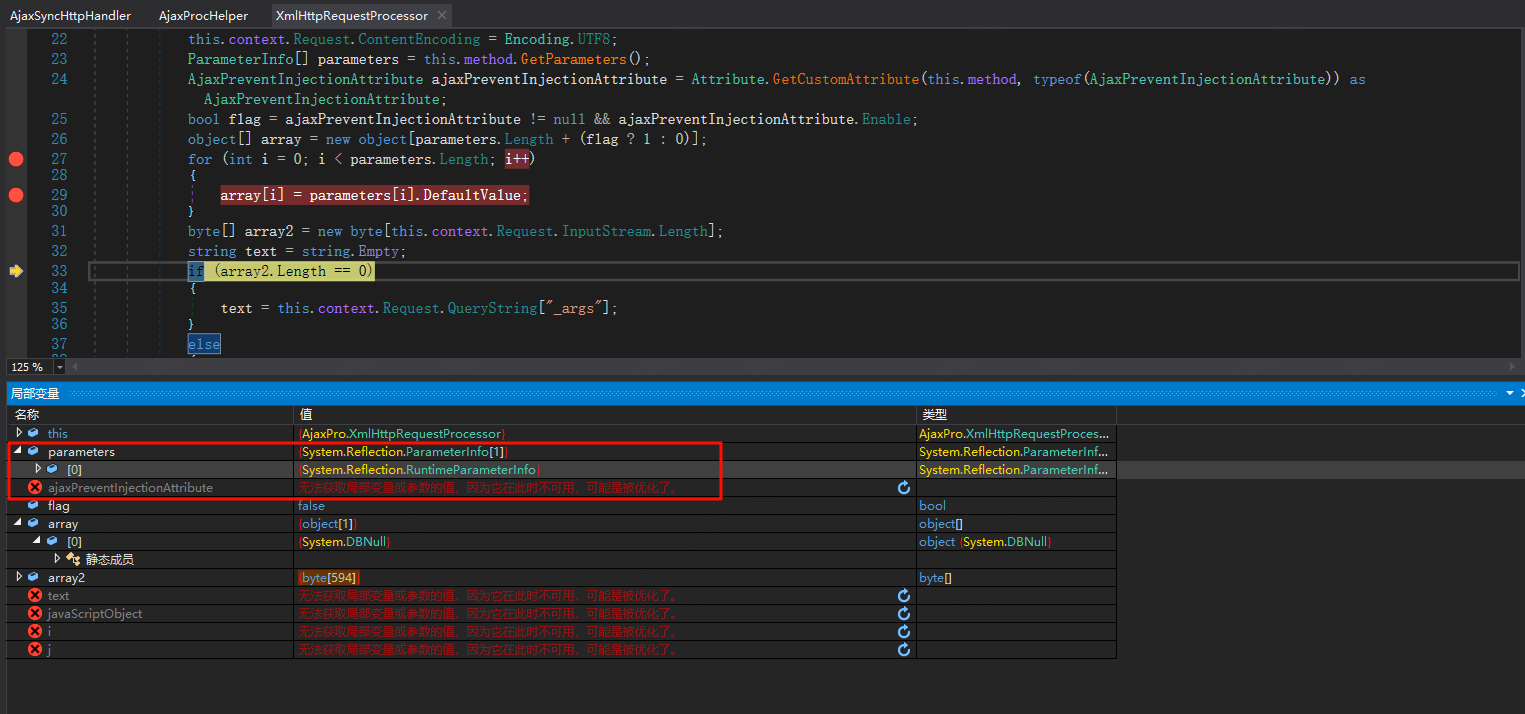 AjaxSyncHttpHandler AjaxProcHelper XmlHttpRequestProcessor
22 this.context.Request.ContentEncoding = Encoding.UTF8;
23 ParameterInfo[] parameters = this.method.GetParameters();
24 AjaxPreventInjectionAttribute ajaxPreventInjectionAttribute = Attribute.GetCustomAttribute(this.method, typeof(AjaxPreventInjectionAttribute)) as
AjaxPreventInjectionAttribute;
25 bool flag = ajaxPreventInjectionAttribute != null && ajaxPreventInjectionAttribute.Enable;
26 object[] array = new object[parameters.Length + (flag ? 1 : 0)];
27 for (int i = 0; i < parameters.Length; i++)
28 {
29 array[i] = parameters[i].DefaultValue;
30 }
31 byte[] array2 = new byte[this.context.Request.InputStream.Length];
32 string text = string.Empty;
33 if (array2.Length == 0)
34 {
35 text = this.context.Request.QueryString["_args"];
36 }
37 else
125 %
局部变量
名称 值 类型
this {AjaxPro.XmlHttpRequestProcessor} AjaxPro.XmlHttpRequestProces...
parameters {System.Reflection.ParameterInfo[1]} System.Reflection.ParameterInf...
[0] {System.Reflection.RuntimeParameterInfo} System.Reflection.ParameterInf...
ajaxPreventInjectionAttribute 无法获取局部变量或参数的值，因为它在此时不可用，可能是被优化了。
flag false bool
array {object[1]} object[]
[0] {System.DBNull} object {System.DBNull}
静态成员
array2 {byte[594]} byte[]
text 无法获取局部变量或参数的值，因为它在此时不可用，可能是被优化了。
javaScriptObject 无法获取局部变量或参数的值，因为它在此时不可用，可能是被优化了。
i 无法获取局部变量或参数的值，因为它在此时不可用，可能是被优化了。
j 无法获取局部变量或参数的值，因为它在此时不可用，可能是被优化了。